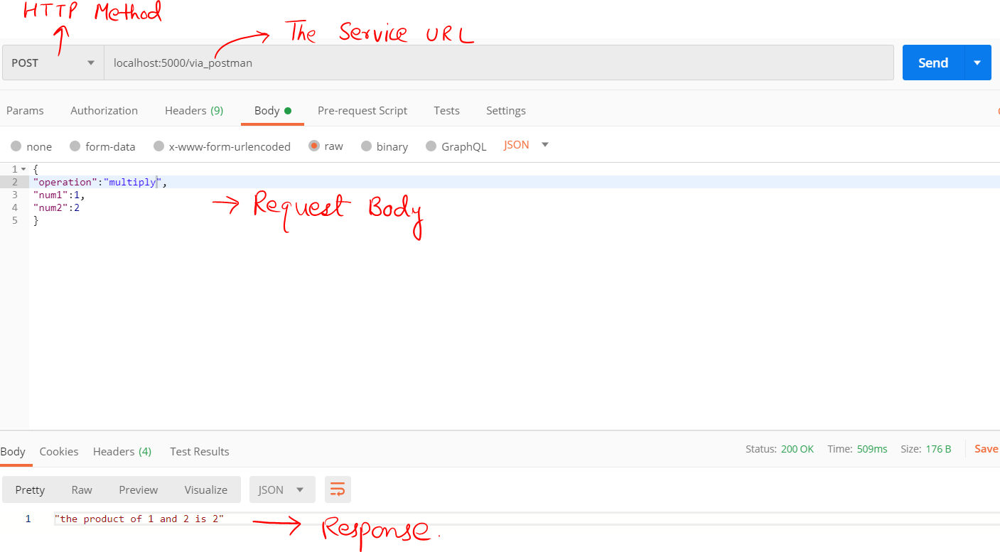 HTTP Method
The Service URL
POST localhost:5000/via_postman Send
Params Authorization Headers (9) Body Pre-request Script Tests Settings
none form-data x-www-form-urlencoded raw binary GraphQL JSON
1 {
2 "operation":"multiply",
3 "num1":1,
4 "num2":2
5 }
Request Body
Body Cookies Headers (4) Test Results Status: 200 OK Time: 509ms Size: 176 B Save
Pretty Raw Preview Visualize JSON
1 "the product of 1 and 2 is 2"
Response.